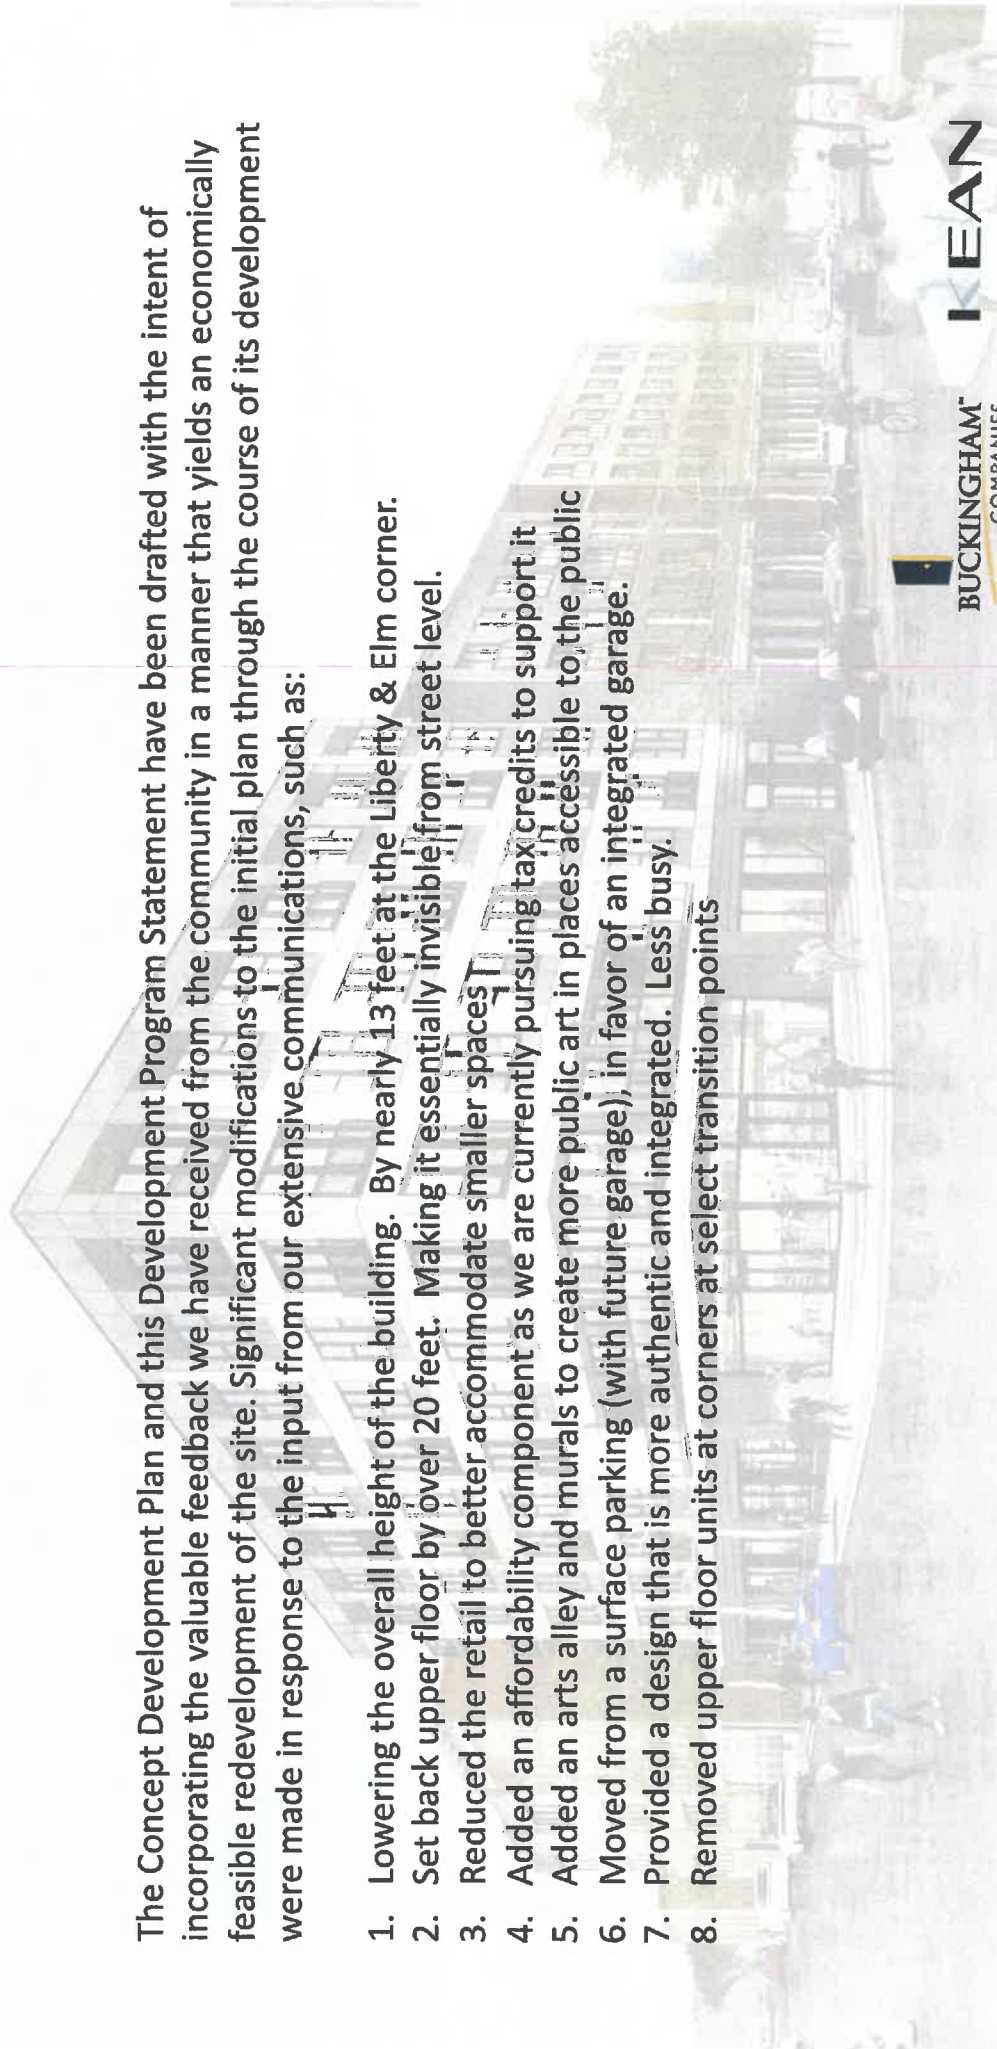 The Concept Development Plan and this Development Program Statement have been drafted with the intent of
incorporating the valuable feedback we have received from the community in a manner that yields an economically
feasible redevelopment of the site. Significant modifications to the initial plan through the course of its development
were made in response to the input from our extensive communications, such as:
1. Lowering the overall height of the building. By nearly 13 feet at the Liberty & Elm corner.
2. Set back upper floor by over 20 feet. Making it essentially invisible from street level.
3. Reduced the retail to better accommodate smaller spaces
4. Added an affordability component as we are currently pursuing tax credits to support it
5. Added an arts alley and murals to create more public art in places accessible to the public
6. Moved from a surface parking (with future garage), in favor of an integrated garage.
7. Provided a design that is more authentic and integrated. Less busy.
8. Removed upper floor units at corners at select transition points
BUCKINGHAM™
COMPANIES
KEAN